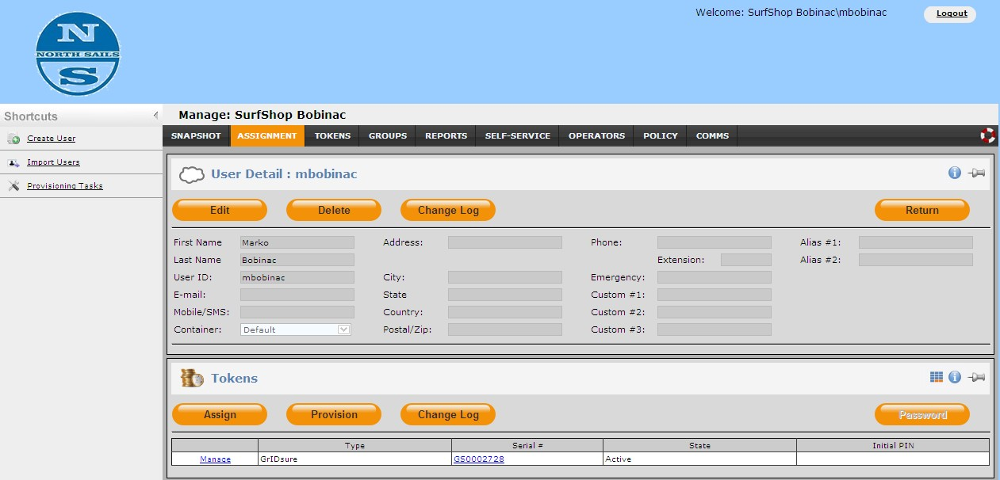 Welcome: SurfShop Bobinac\mbobinac Logout
N
NORTH SAILS
S
Shortcuts
Create User
Import Users
Provisioning Tasks
Manage: SurfShop Bobinac
SNAPSHOT ASSIGNMENT TOKENS GROUPS REPORTS SELF-SERVICE OPERATORS POLICY COMMS
User Detail : mbobinac
Edit Delete Change Log Return
First Name Marko Address: Phone: Alias #1:
Last Name Bobinac Extension: Alias #2:
User ID: mbobinac City: Emergency:
E-mail: State Custom #1:
Mobile/SMS: Country: Custom #2:
Container: Default Postal/Zip: Custom #3:
Tokens
Assign Provision Change Log Password
Type Serial # State Initial PIN
Manage GrIDsure GS0002728 Active